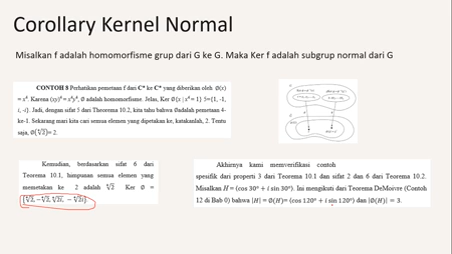 Corollary Kernel Normal
Misalkan f adalah homomorfisme grup dari G ke G. Maka Ker f adalah subgrup normal dari G
CONTOH 8 Perhatikan pemetaan f dari C* ke C* yang diberikan oleh Ø(x)
= x⁴. Karena (xy)⁴= x⁴y⁴, Ø adalah homomorfisme. Jelas, Ker Ø{x | x⁴ = 1} = {1, -1,
i, -i}. Jadi, dengan sifat 5 dari Theorema 10.2, kita tahu bahwa Ø adalah pemetaan 4-
ke-1. Sekarang mari cari semua elemen yang dipetakan ke, katakanlah, 2. Tentu
saja, Ø(∜2)= 2.
Kemudian, berdasarkan sifat 6 dari
Teorema 10.1, himpunan semua elemen yang
memetakan ke 2 adalah ∜2 Ker Ø =
{∜2, −∜2, ∜2i, −∜2i}.
Akhirnya kami memverifikasi contoh
spesifik dari properti 3 dari Teorema 10.1 dan sifat 2 dan 6 dari Teorema 10.2.
Misalkan H = ⟨cos 30° + i sin 30°⟩. Ini mengikuti dari Teorema DeMoivre (Contoh
12 di Bab 0) bahwa |H| = Ø(H)= ⟨cos 120° + i sin 120°⟩ dan |Ø(H)| = 3.